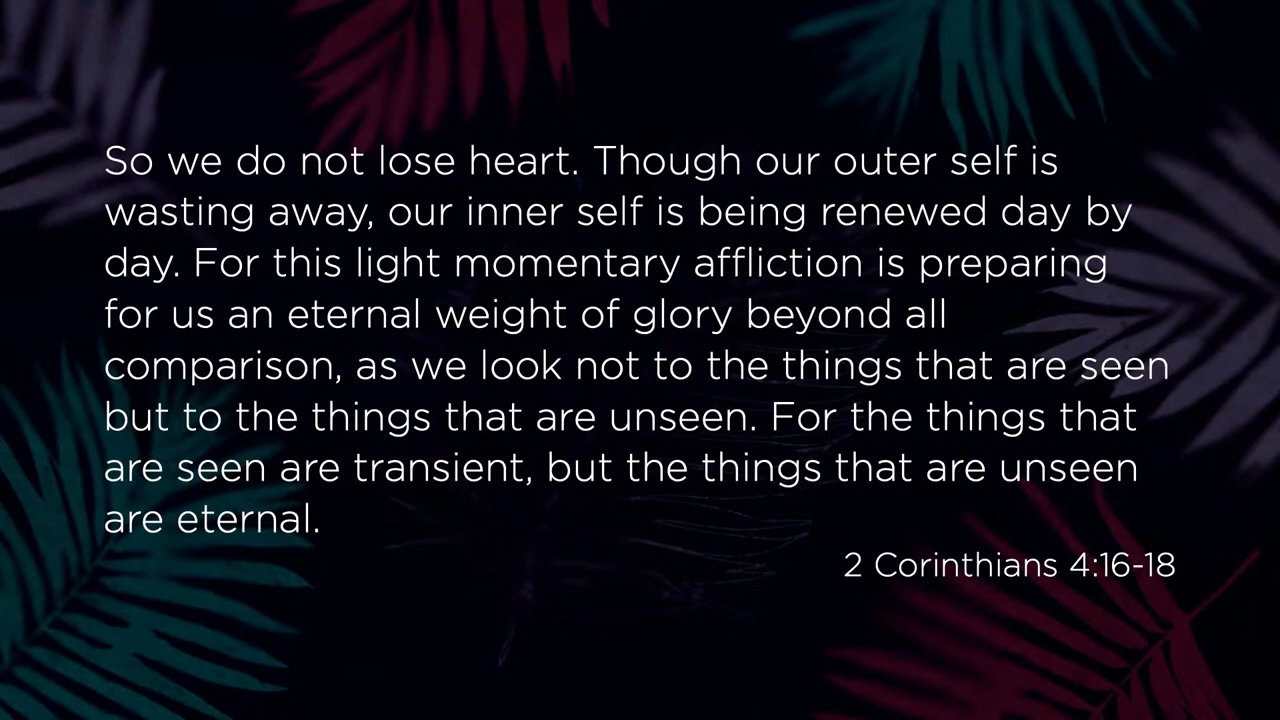 So we do not lose heart. Though our outer self is
wasting away, our inner self is being renewed day by
day. For this light momentary affliction is preparing
for us an eternal weight of glory beyond all
comparison, as we look not to the things that are seen
but to the things that are unseen. For the things that
are seen are transient, but the things that are unseen
are eternal.
2 Corinthians 4:16-18